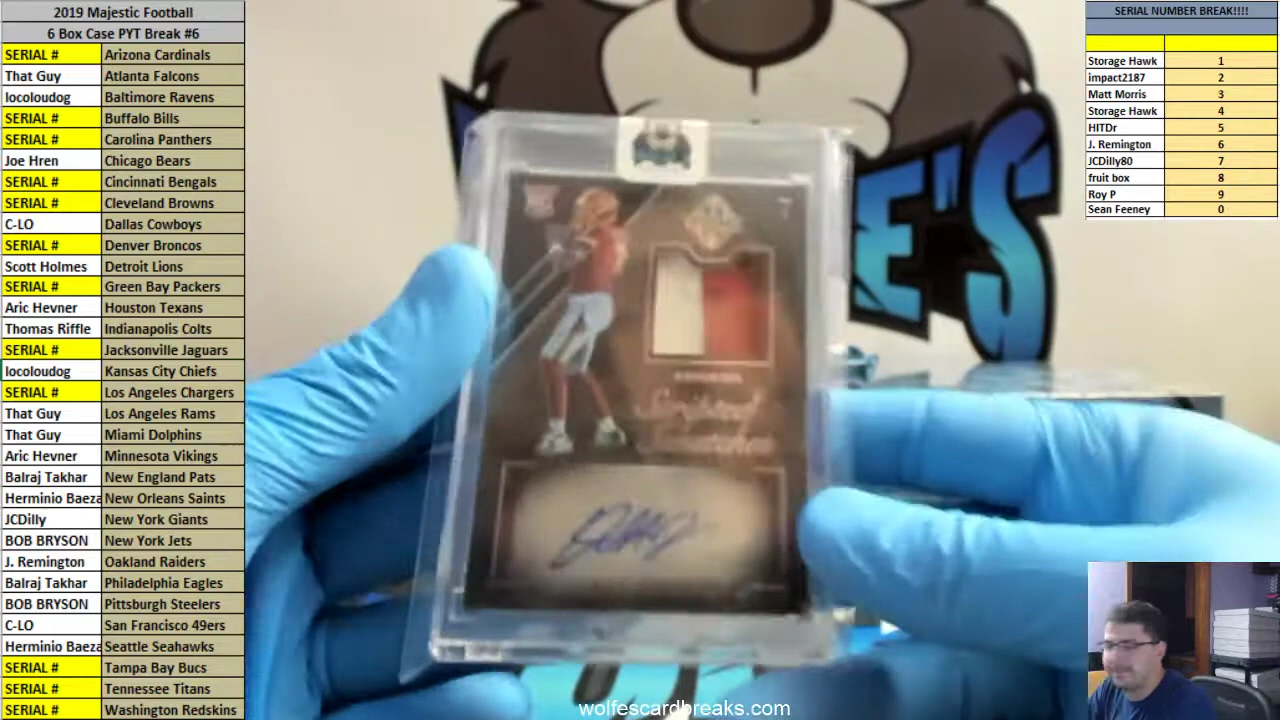 2019 Majestic Football
6 Box Case PYT Break #6
SERIAL # Arizona Cardinals
That Guy Atlanta Falcons
locoloudog Baltimore Ravens
SERIAL # Buffalo Bills
SERIAL # Carolina Panthers
Joe Hren Chicago Bears
SERIAL # Cincinnati Bengals
SERIAL # Cleveland Browns
C-LO Dallas Cowboys
SERIAL # Denver Broncos
Scott Holmes Detroit Lions
SERIAL # Green Bay Packers
Aric Hevner Houston Texans
Thomas Riffle Indianapolis Colts
SERIAL # Jacksonville Jaguars
locoloudog Kansas City Chiefs
SERIAL # Los Angeles Chargers
That Guy Los Angeles Rams
That Guy Miami Dolphins
Aric Hevner Minnesota Vikings
Balraj Takhar New England Pats
Herminio Baeza New Orleans Saints
JCDilly New York Giants
BOB BRYSON New York Jets
J. Remington Oakland Raiders
Balraj Takhar Philadelphia Eagles
BOB BRYSON Pittsburgh Steelers
C-LO San Francisco 49ers
Herminio Baeza Seattle Seahawks
SERIAL # Tampa Bay Bucs
SERIAL # Tennessee Titans
SERIAL # Washington Redskins
SERIAL NUMBER BREAK!!!!
Storage Hawk 1
impact2187 2
Matt Morris 3
Storage Hawk 4
HITDr 5
J. Remington 6
JCDilly80 7
fruit box 8
Roy P 9
Sean Feeney 0
E'S
wolfescardbreaks.com